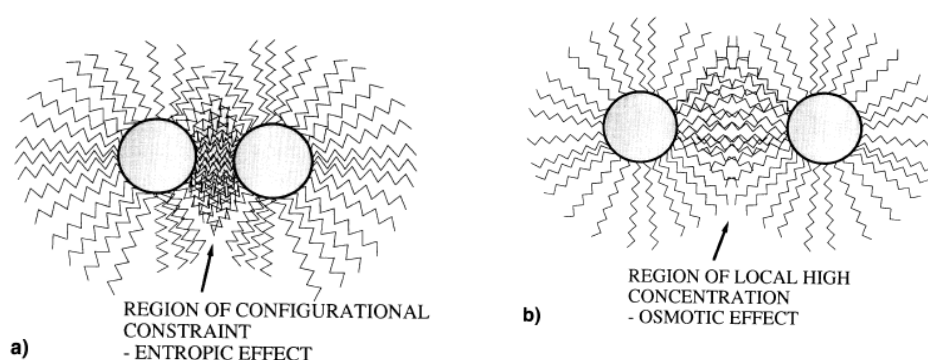 REGION OF CONFIGURATIONAL
CONSTRAINT
- ENTROPIC EFFECT
a)
REGION OF LOCAL HIGH
CONCENTRATION
- OSMOTIC EFFECT
b)